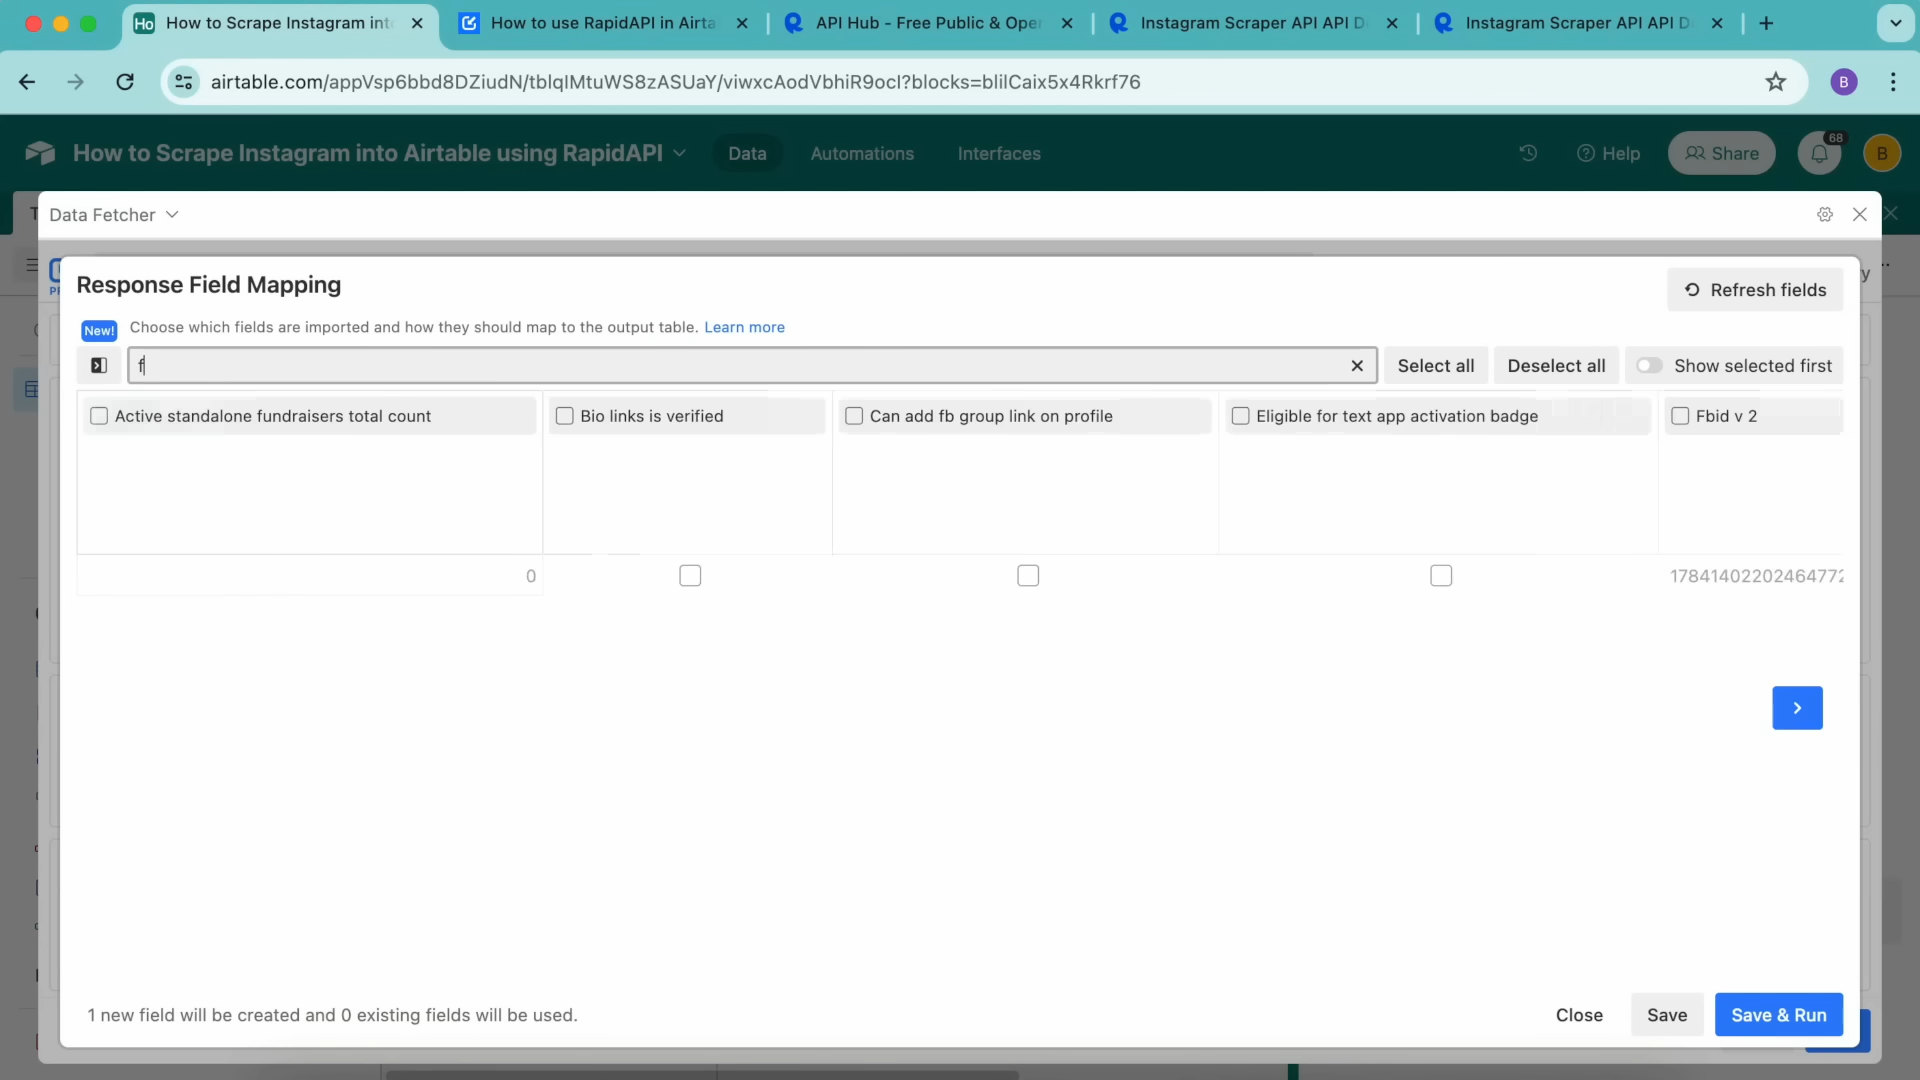 How to Scrape Instagram int
How to use RapidAPI in Airta
API Hub - Free Public & Oper
Instagram Scraper API API D
Instagram Scraper API API D
airtable.com/appVsp6bbd8DZiudN/tblqIMtuWS8zASUaY/viwxcAodVbhiR9ocI?blocks=blilCaix5x4Rkrf76
B
How to Scrape Instagram into Airtable using RapidAPI
Data
Automations
Interfaces
Help
Share
68
B
Data Fetcher
Response Field Mapping
Refresh fields
New! Choose which fields are imported and how they should map to the output table. Learn more
f
Select all
Deselect all
Show selected first
Active standalone fundraisers total count
Bio links is verified
Can add fb group link on profile
Eligible for text app activation badge
Fbid v 2
0
17841402202464772
1 new field will be created and 0 existing fields will be used.
Close
Save
Save & Run